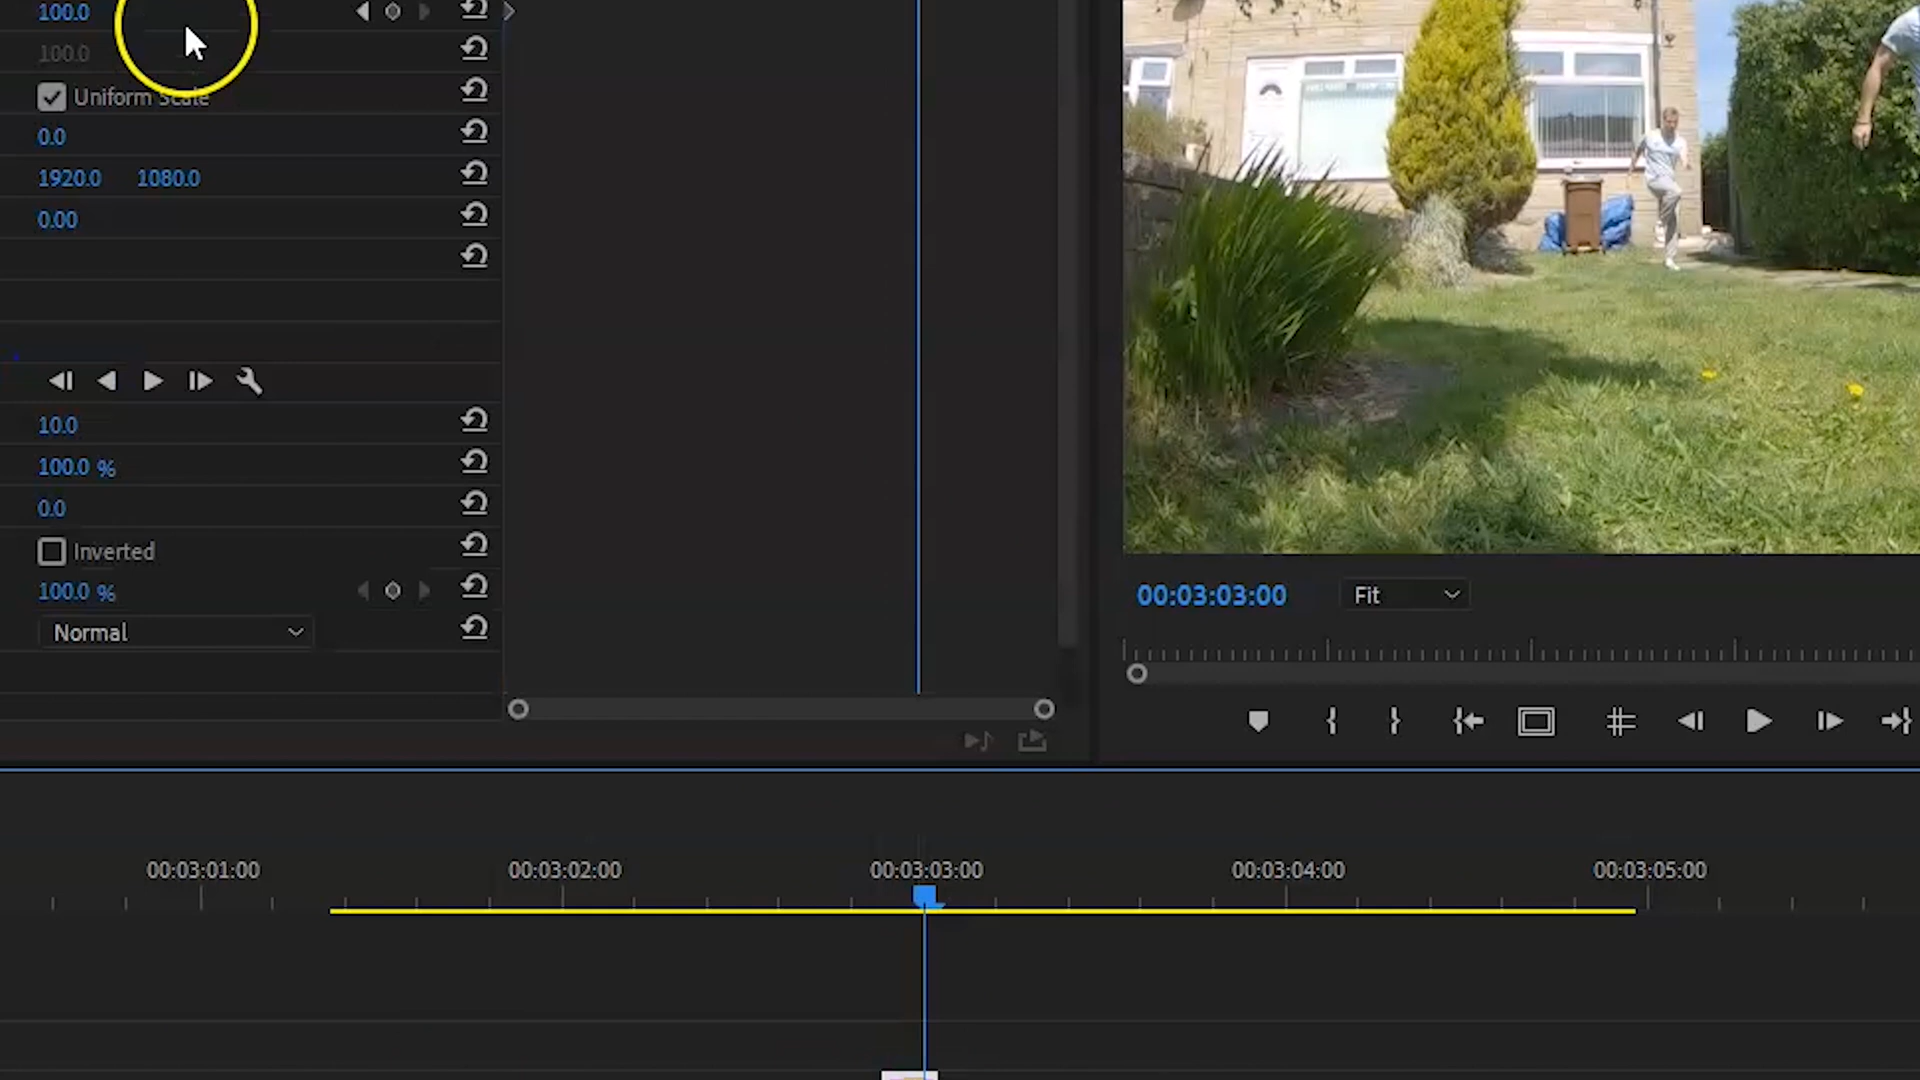 100.0
100.0
Uniform Scale
0.0
1920.0 1080.0
0.00
10.0
100.0 %
0.0
Inverted
100.0 %
Normal
00:03:03:00 Fit
00:03:01:00 00:03:02:00 00:03:03:00 00:03:04:00 00:03:05:00